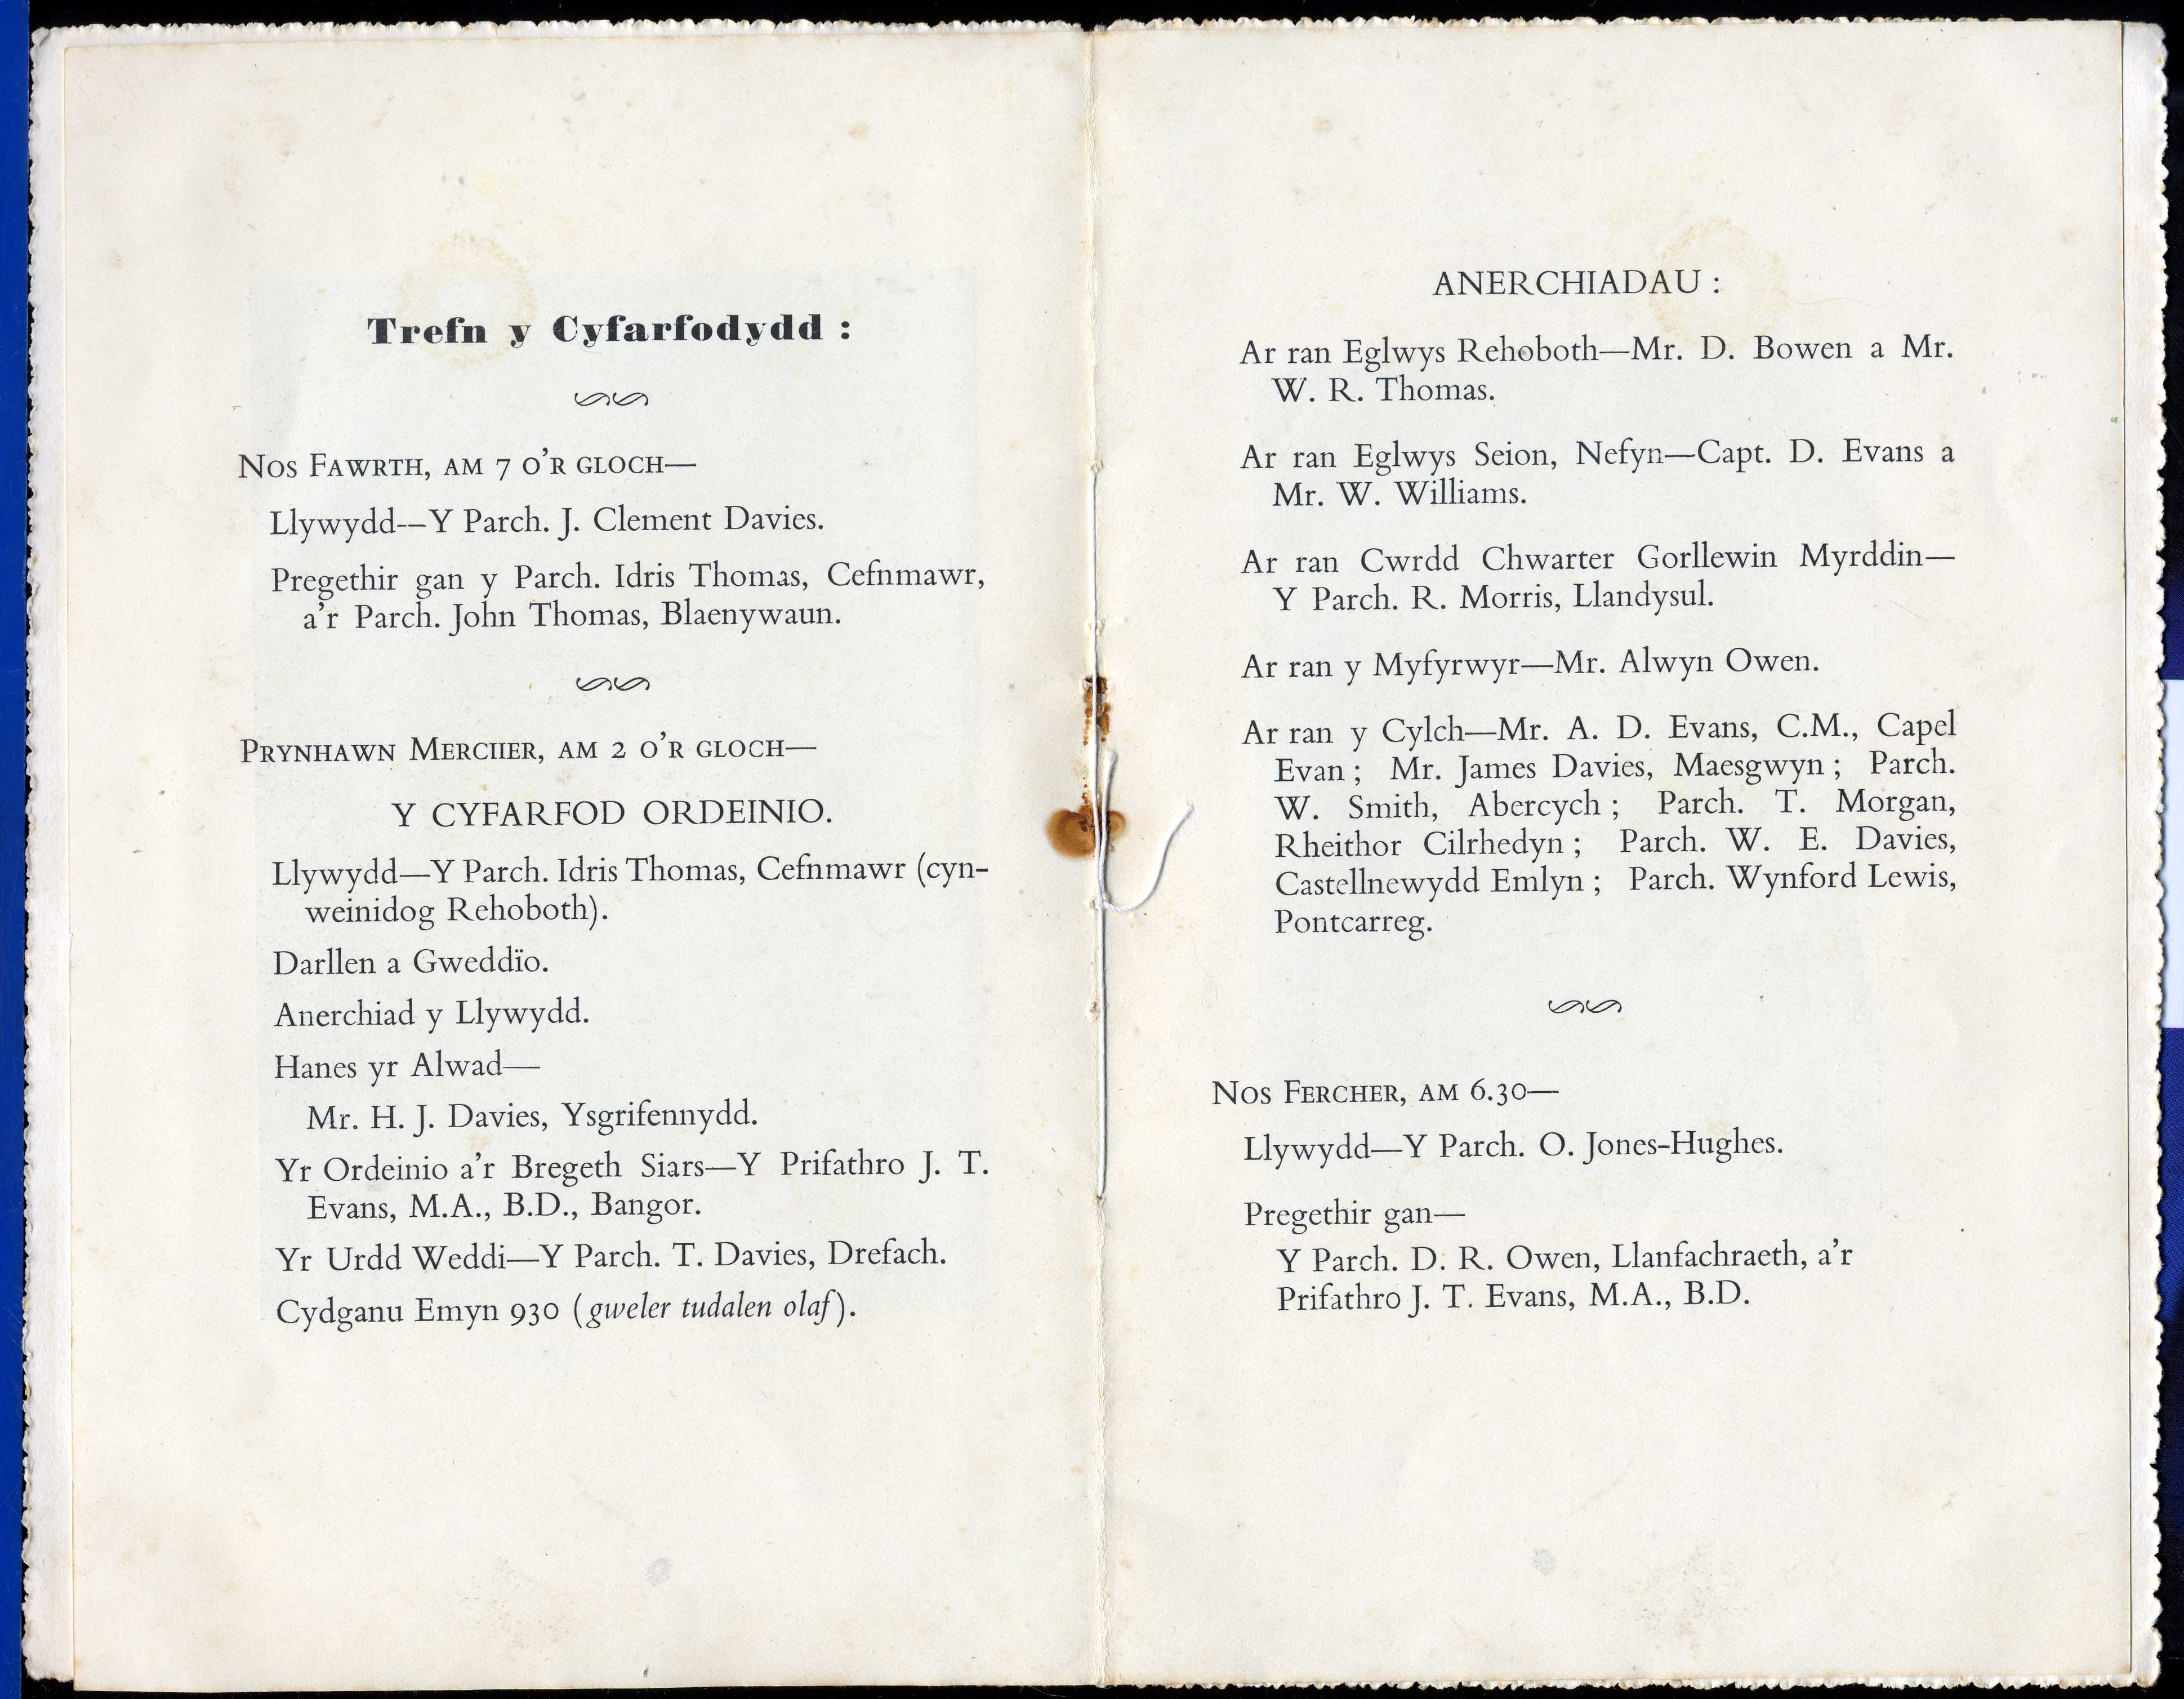 Trefn y Cyfarfodydd :
Nos Fawrth, am 7 o'r gloch—
Llywydd—Y Parch. J. Clement Davies.
Pregethir gan y Parch. Idris Thomas, Cefnmawr,
a'r Parch. John Thomas, Blaenywaun.
Prynhawn Mercher, am 2 o'r gloch—
Y CYFARFOD ORDEINIO.
Llywydd—Y Parch. Idris Thomas, Cefnmawr (cyn-
weinidog Rehoboth).
Darllen a Gweddïo.
Anerchiad y Llywydd.
Hanes yr Alwad—
Mr. H. J. Davies, Ysgrifennydd.
Yr Ordeinio a'r Bregeth Siars—Y Prifathro J. T.
Evans, M.A., B.D., Bangor.
Yr Urdd Weddi—Y Parch. T. Davies, Drefach.
Cydganu Emyn 930 (gweler tudalen olaf).
ANERCHIADAU :
Ar ran Eglwys Rehoboth—Mr. D. Bowen a Mr.
W. R. Thomas.
Ar ran Eglwys Seion, Nefyn—Capt. D. Evans a
Mr. W. Williams.
Ar ran Cwrdd Chwarter Gorllewin Myrddin—
Y Parch. R. Morris, Llandysul.
Ar ran y Myfyrwyr—Mr. Alwyn Owen.
Ar ran y Cylch—Mr. A. D. Evans, C.M., Capel
Evan ; Mr. James Davies, Maesgwyn ; Parch.
W. Smith, Abercych ; Parch. T. Morgan,
Rheithor Cilrhedyn ; Parch. W. E. Davies,
Castellnewydd Emlyn ; Parch. Wynford Lewis,
Pontcarreg.
Nos Fercher, am 6.30—
Llywydd—Y Parch. O. Jones-Hughes.
Pregethir gan—
Y Parch. D. R. Owen, Llanfachraeth, a'r
Prifathro J. T. Evans, M.A., B.D.